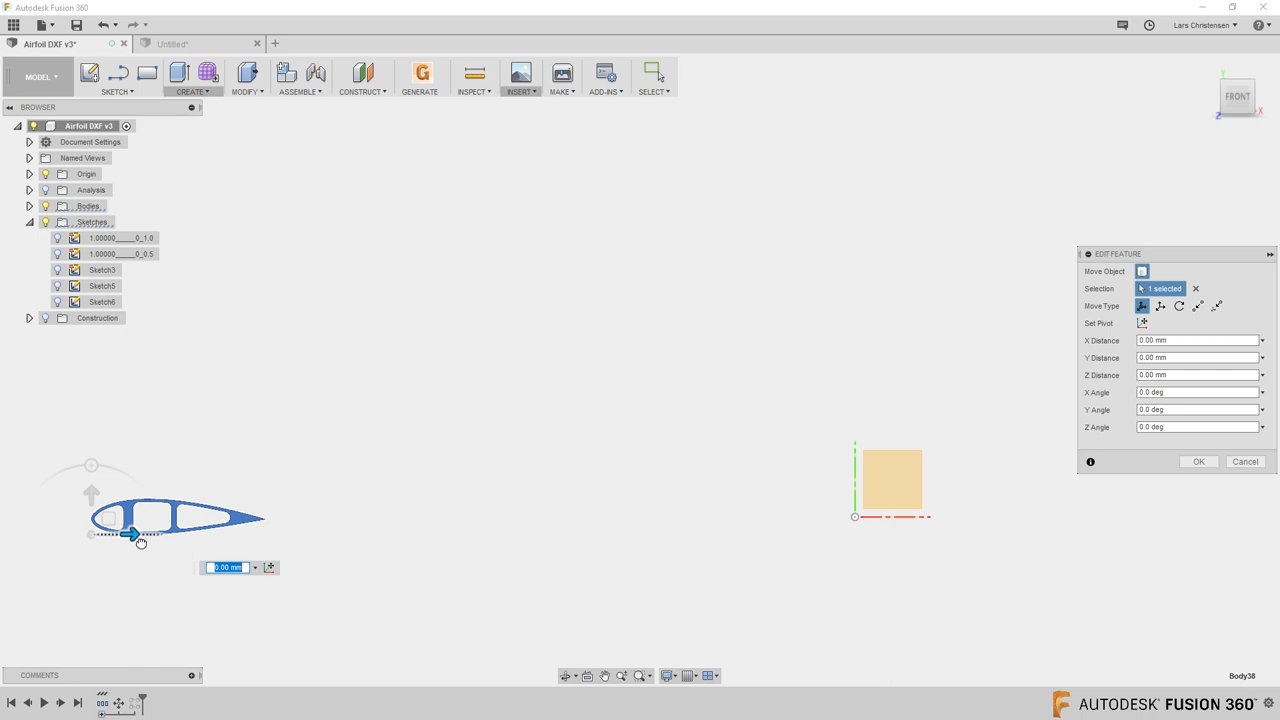 Autodesk Fusion 360
Lars Christensen
Airfoil DXF v3*
Untitled*
MODEL
SKETCH
CREATE
MODIFY
ASSEMBLE
CONSTRUCT
GENERATE
INSPECT
INSERT
MAKE
ADD-INS
SELECT
BROWSER
FRONT
Y
X
Z
Airfoil DXF v3
Document Settings
Named Views
Origin
Analysis
Bodies
Sketches
1.00000_____0_1.0
1.00000_____0_0.5
Sketch3
Sketch5
Sketch6
Construction
EDIT FEATURE
Move Object
Selection 1 selected
Move Type
Set Pivot
X Distance 0.00 mm
Y Distance 0.00 mm
Z Distance 0.00 mm
X Angle 0.0 deg
Y Angle 0.0 deg
Z Angle 0.0 deg
OK Cancel
0.00 mm
COMMENTS
Body38
AUTODESK® FUSION 360™